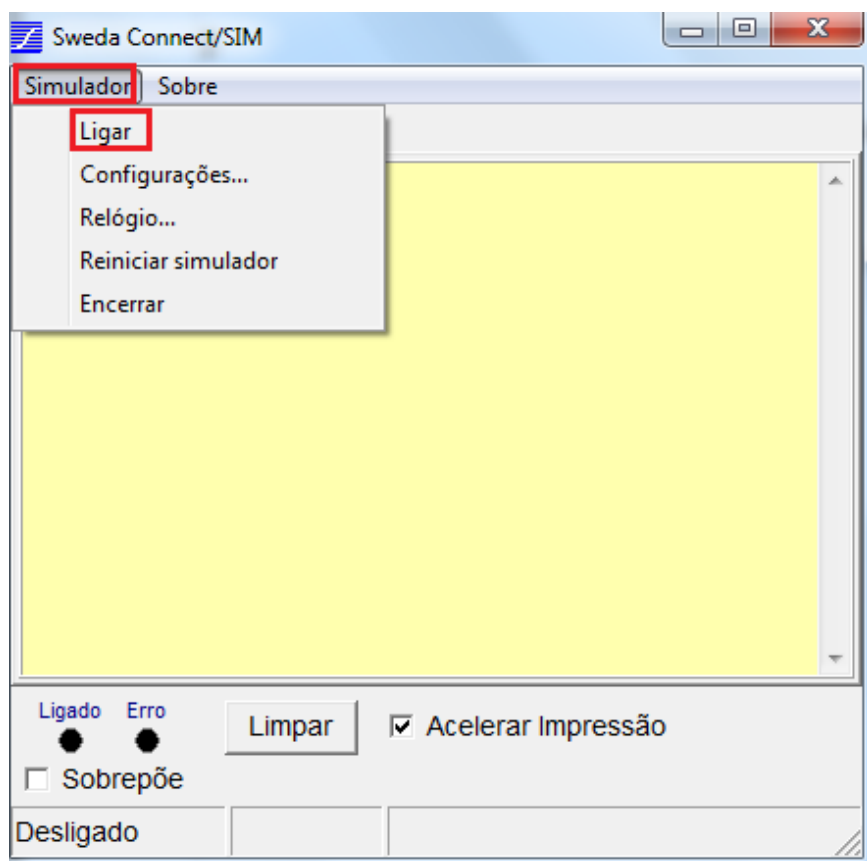 Sweda Connect/SIM
Simulador Sobre
Ligar
Configurações...
Relógio...
Reiniciar simulador
Encerrar
Ligado Erro
Limpar
Acelerar Impressão
Sobrepõe
Desligado